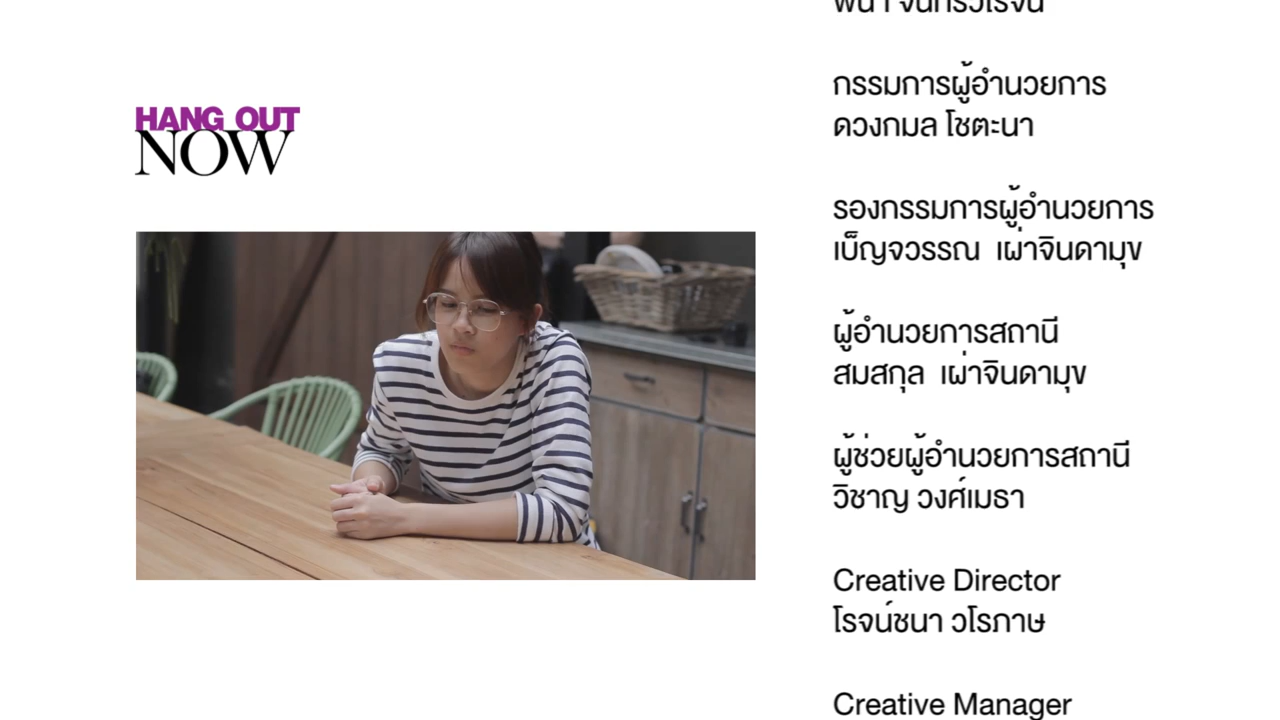 HANG OUT
NOW
กรรมการผู้อำนวยการ
ดวงกมล โชตะนา
รองกรรมการผู้อำนวยการ
เบ็ญจวรรณ เผ่าจินดามุข
ผู้อำนวยการสถานี
สมสกุล เผ่าจินดามุข
ผู้ช่วยผู้อำนวยการสถานี
วิชาญ วงศ์เมธา
Creative Director
โรจน์ชนา วโรภาษ
Creative Manager